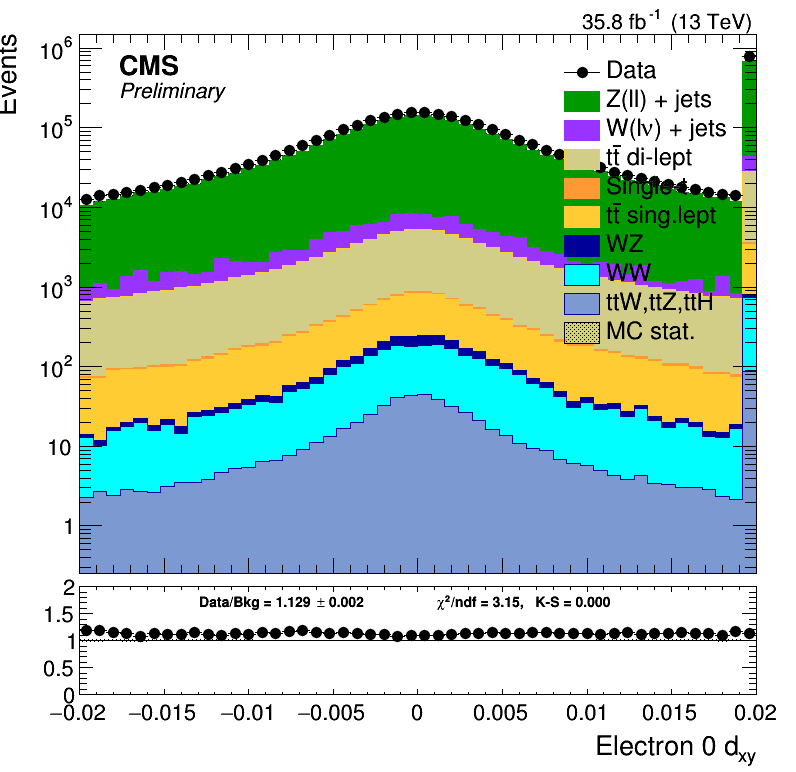 35.8 fb⁻¹ (13 TeV)
Events
CMS
Preliminary
Data
Z(ll) + jets
W(lv) + jets
tt̄ di-lept
Single t
tt̄ sing.lept
WZ
WW
ttW,ttZ,ttH
MC stat.
10⁶
10⁵
10⁴
10³
10²
10
1
Data/Bkg = 1.129 ± 0.002 χ²/ndf = 3.15, K-S = 0.000
2
1.5
1
0.5
0
−0.02 −0.015 −0.01 −0.005 0 0.005 0.01 0.015 0.02
Electron 0 d_xy